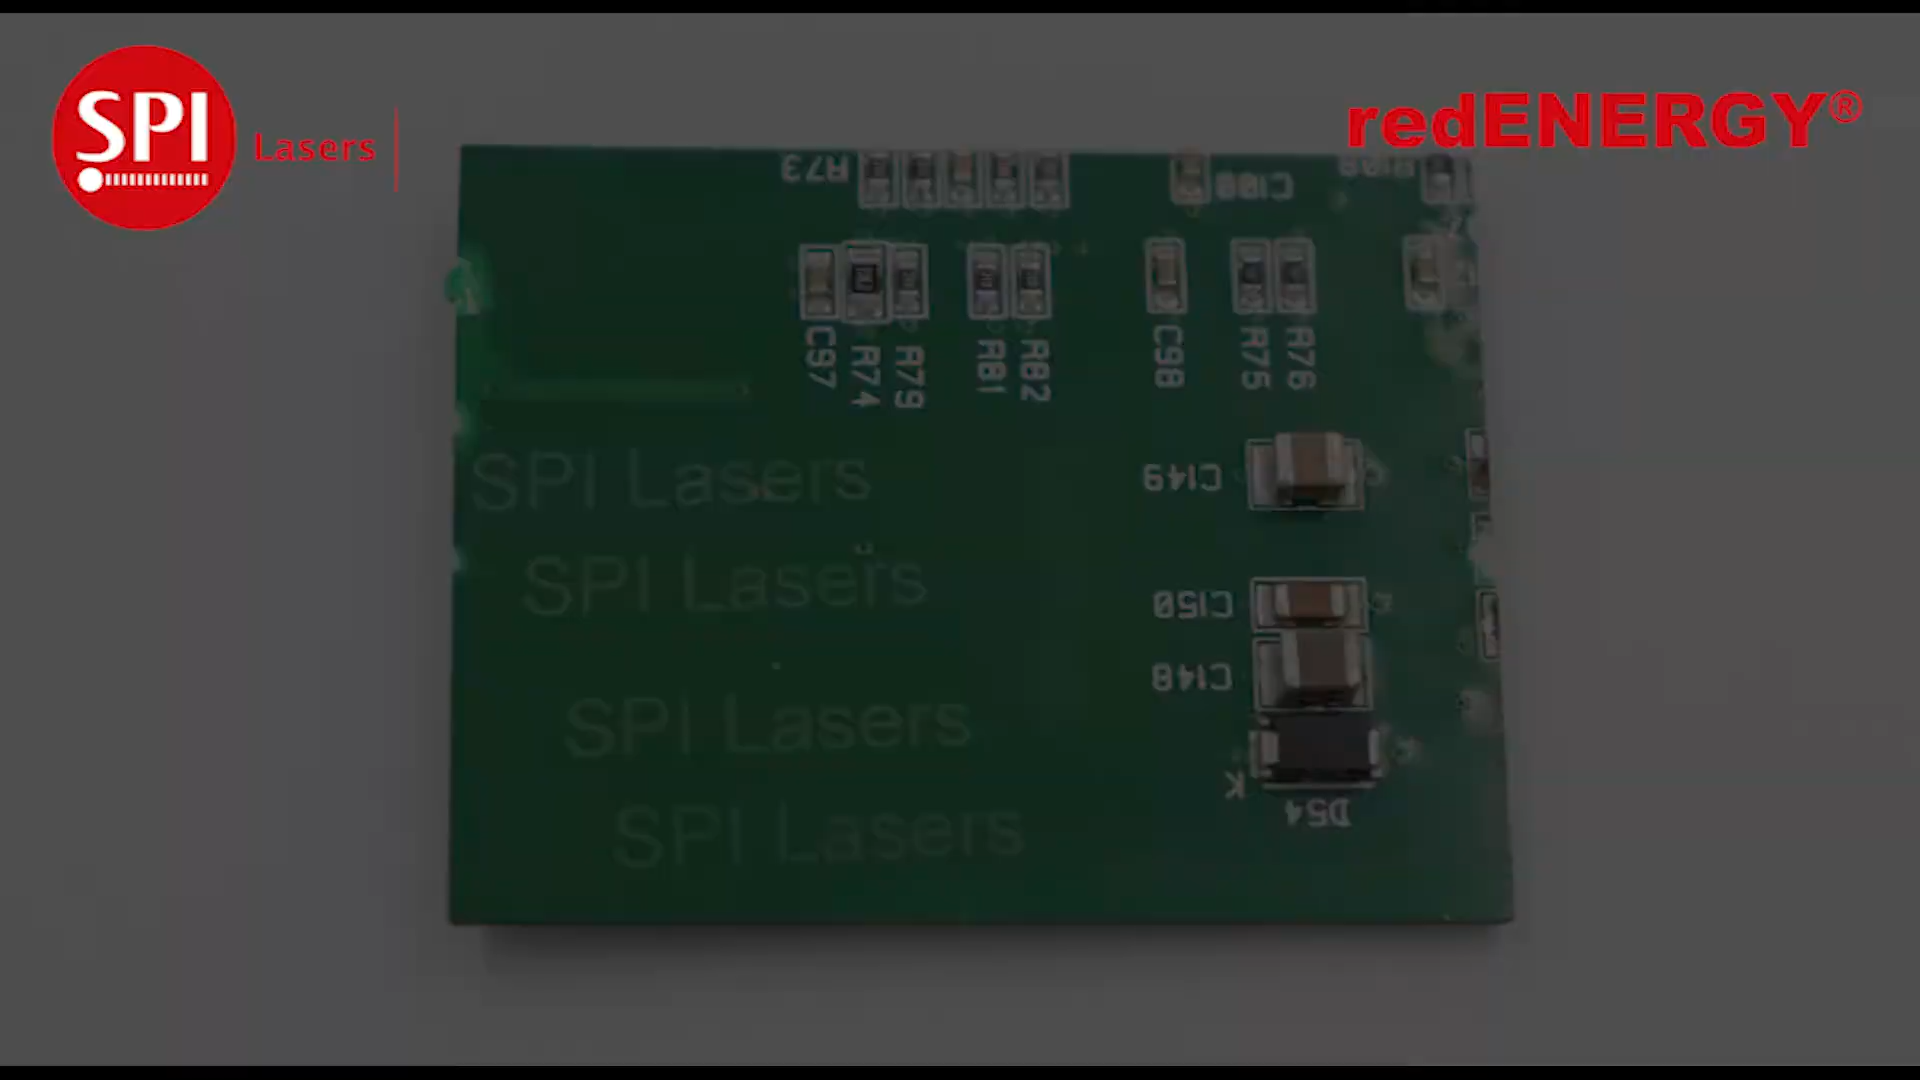 SPI
Lasers
redENERGY®
R73
C100
C97
R74
R79
R81
R82
C98
R75
R76
SPI Lasers
C149
SPI Lasers
C150
C148
SPI Lasers
K
D54
SPI Lasers